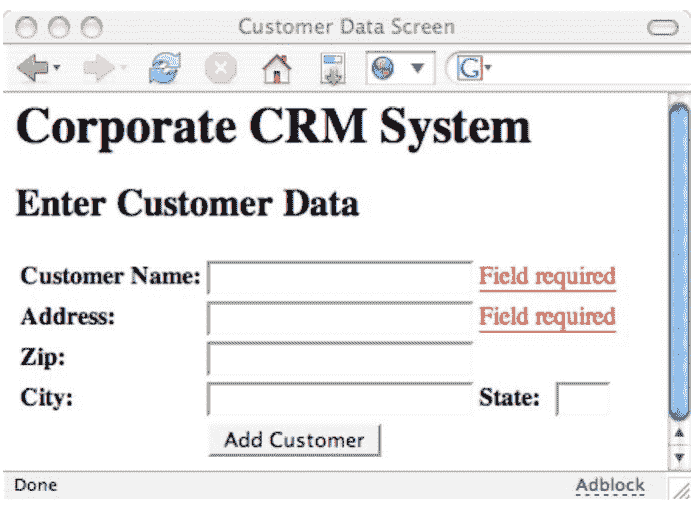 Customer Data Screen
G
Corporate CRM System
Enter Customer Data
Customer Name: Field required
Address: Field required
Zip:
City: State:
Add Customer
Done Adblock